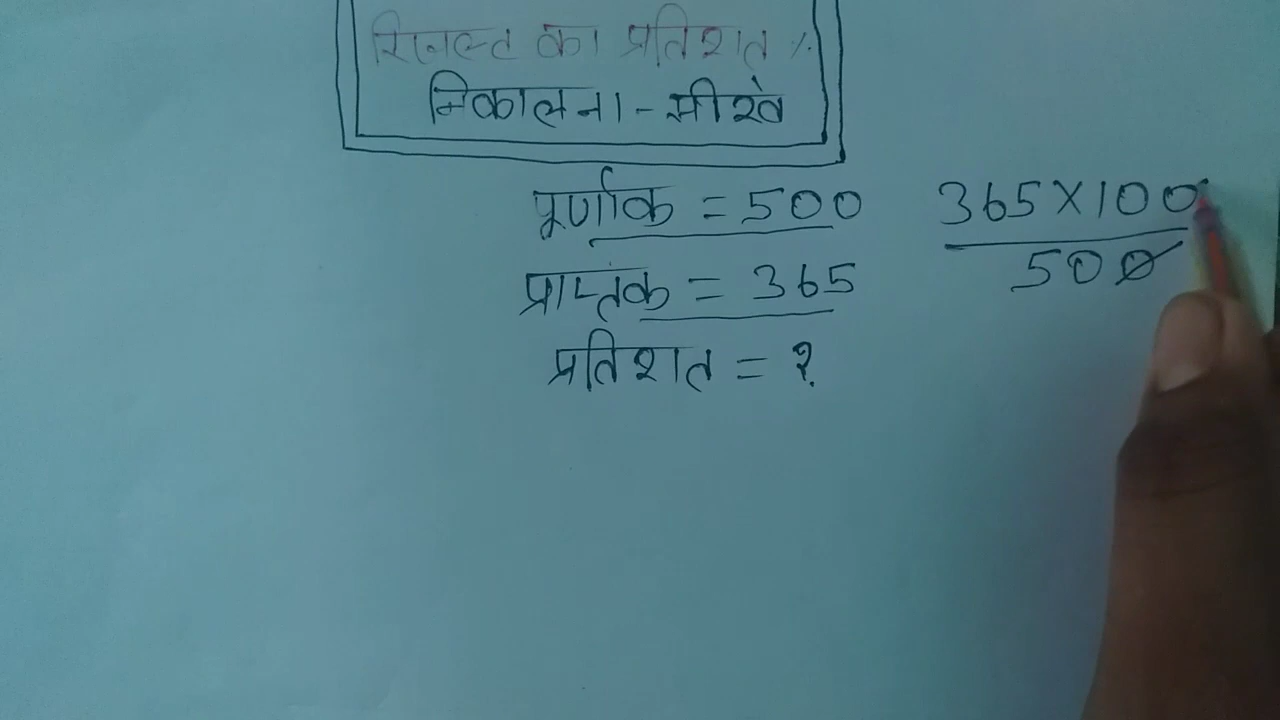 रिजल्ट का प्रतिशत %
निकालना - सीखे
पूर्णांक = 500
प्राप्तांक = 365
प्रतिशत = ?
365 × 100
500